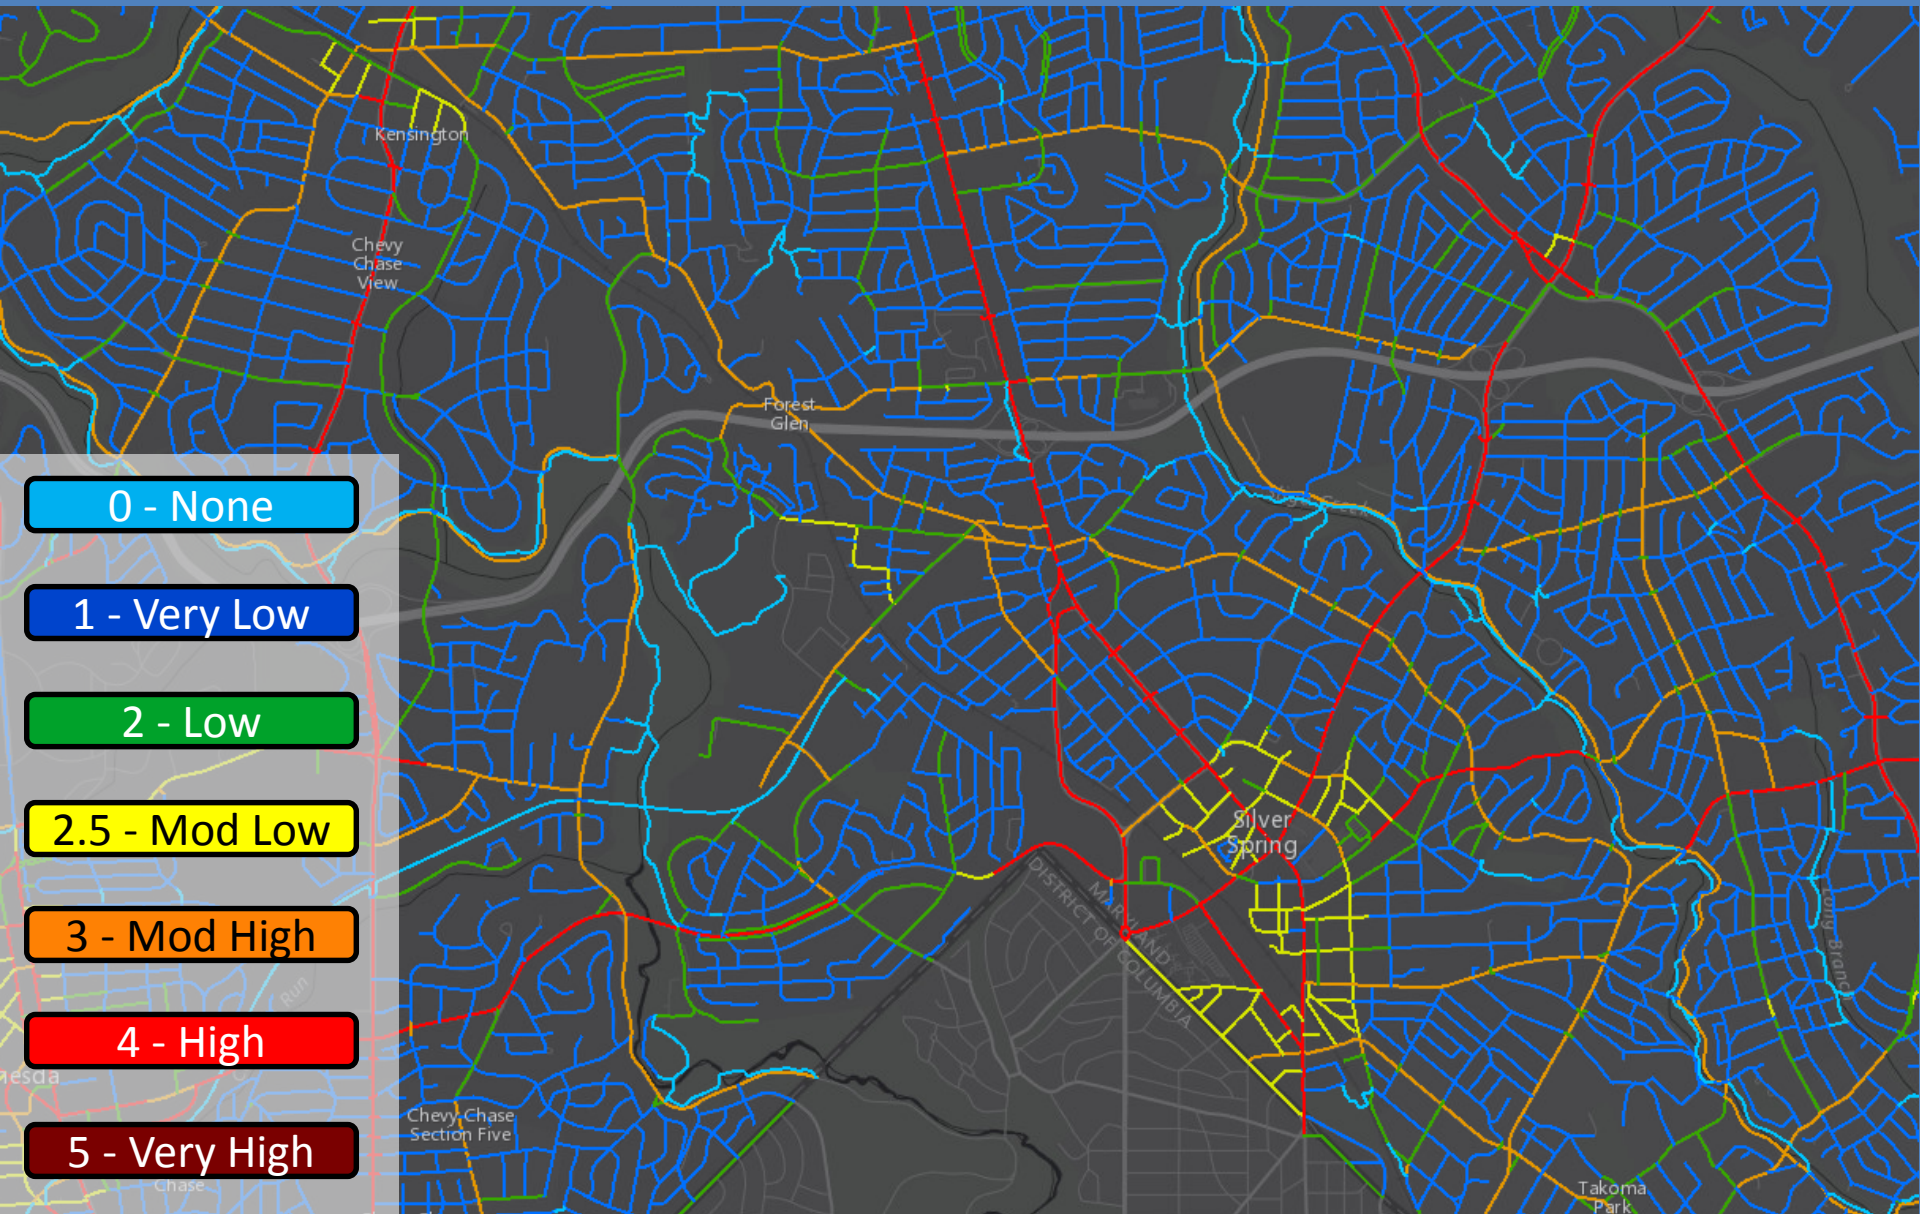 Kensington
Chevy
Chase
View
Forest
Glen
0 - None
1 - Very Low
2 - Low
2.5 - Mod Low
3 - Mod High
4 - High
5 - Very High
Silver
Spring
MARYLAND
DISTRICT OF COLUMBIA
Long Branch
Run
Chevy Chase
Section Five
Chase
Takoma
Park